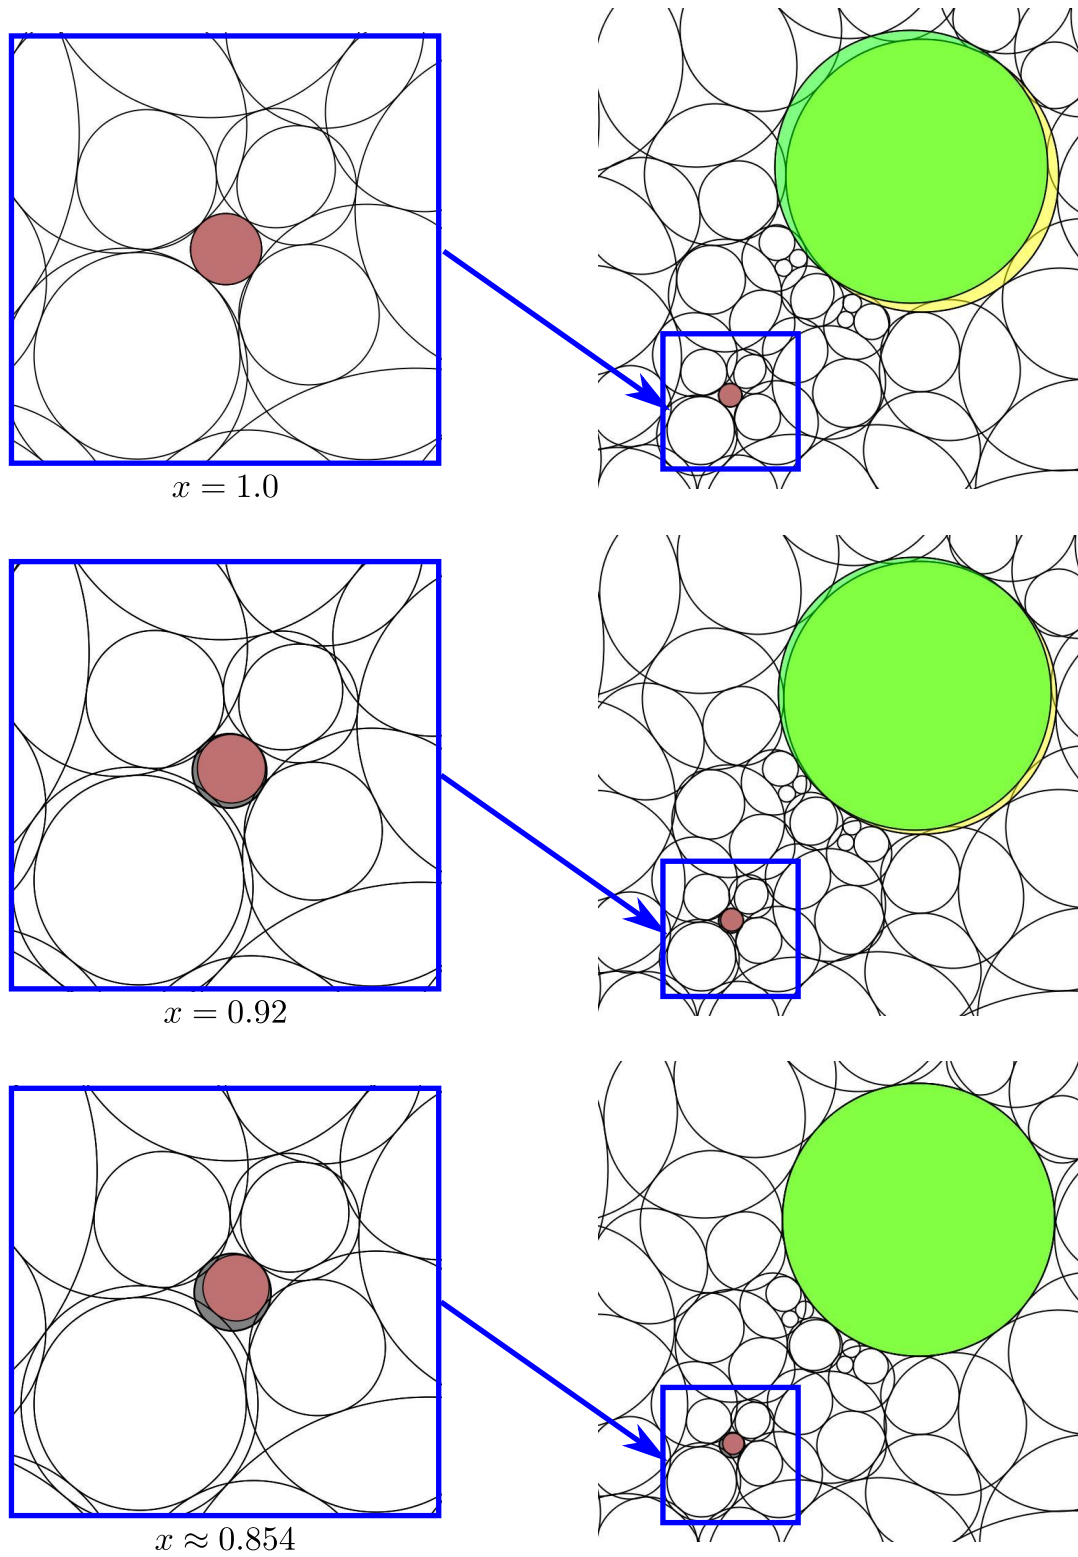 x = 1.0
x = 0.92
x ≈ 0.854